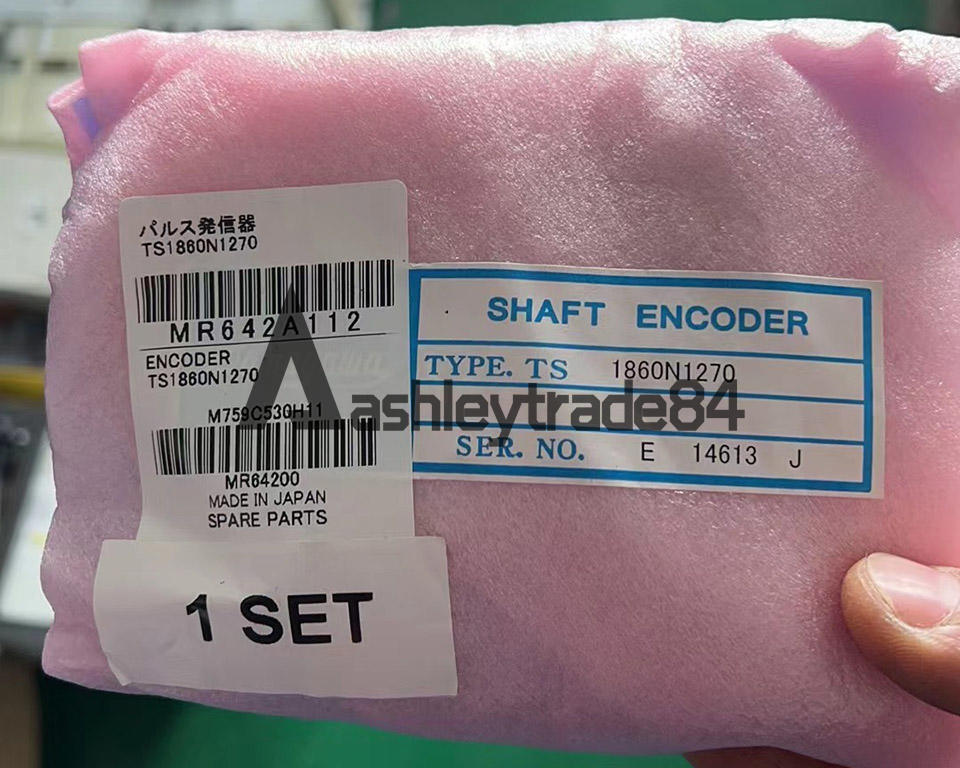 パルス発信器
TS1860N1270
MR642A112
ENCODER
TS1860N1270
M759C530H11
MR64200
MADE IN JAPAN
SPARE PARTS
1 SET
SHAFT ENCODER
TYPE. TS 1860N1270
SER. NO. E 14613 J
ashleytrade84